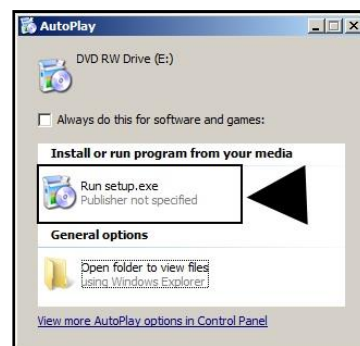 AutoPlay
DVD RW Drive (E:)
Always do this for software and games:
Install or run program from your media
Run setup.exe
Publisher not specified
General options
Open folder to view files
using Windows Explorer
View more AutoPlay options in Control Panel